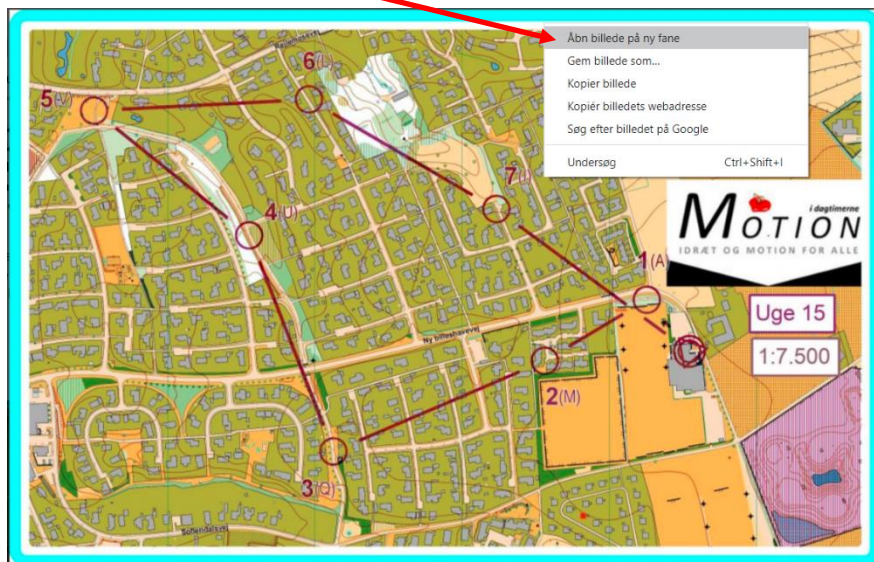 Åbn billede på ny fane
Gem billede som...
Kopier billede
Kopiér billedets webadresse
Søg efter billedet på Google
Undersøg Ctrl+Shift+I
6(L)
5(V)
7(J)
4(U)
MOTION
i dagtimerne
IDRÆT OG MOTION FOR ALLE
1(A)
Uge 15
Ny billeshavevej
1:7.500
2(M)
3(Q)